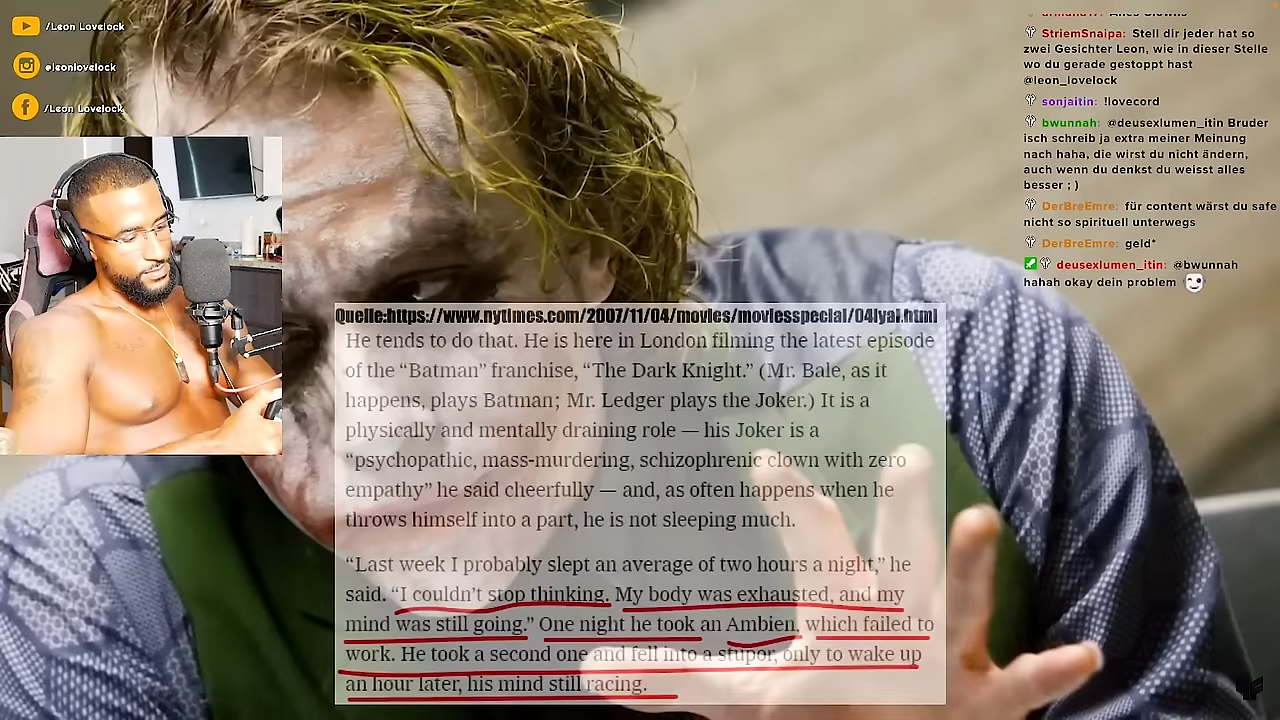 /Leon Lovelock
@leonlovelock
/Leon Lovelock
StriemSnaipa: Stell dir jeder hat so
zwei Gesichter Leon, wie in dieser Stelle
wo du gerade gestoppt hast
@leon_lovelock
sonjaitin: !lovecord
bwunnah: @deusexlumen_itin Bruder
isch schreib ja extra meiner Meinung
nach haha, die wirst du nicht ändern,
auch wenn du denkst du weisst alles
besser ; )
DerBreEmre: für content wärst du safe
nicht so spirituell unterwegs
DerBreEmre: geld*
deusexlumen_itin: @bwunnah
hahah okay dein problem
Quelle:https://www.nytimes.com/2007/11/04/movies/moviesspecial/04lyal.html
He tends to do that. He is here in London filming the latest episode
of the “Batman” franchise, “The Dark Knight.” (Mr. Bale, as it
happens, plays Batman; Mr. Ledger plays the Joker.) It is a
physically and mentally draining role — his Joker is a
“psychopathic, mass-murdering, schizophrenic clown with zero
empathy” he said cheerfully — and, as often happens when he
throws himself into a part, he is not sleeping much.
“Last week I probably slept an average of two hours a night,” he
said. “I couldn’t stop thinking. My body was exhausted, and my
mind was still going.” One night he took an Ambien, which failed to
work. He took a second one and fell into a stupor, only to wake up
an hour later, his mind still racing.